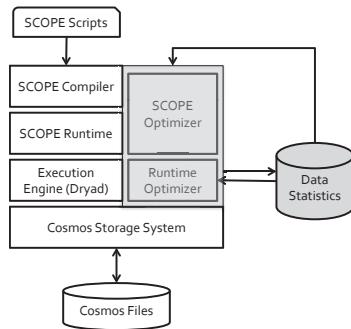 SCOPE Scripts
SCOPE Compiler
SCOPE
Optimizer
SCOPE Runtime
Execution
Engine (Dryad)
Runtime
Optimizer
Data
Statistics
Cosmos Storage System
Cosmos Files